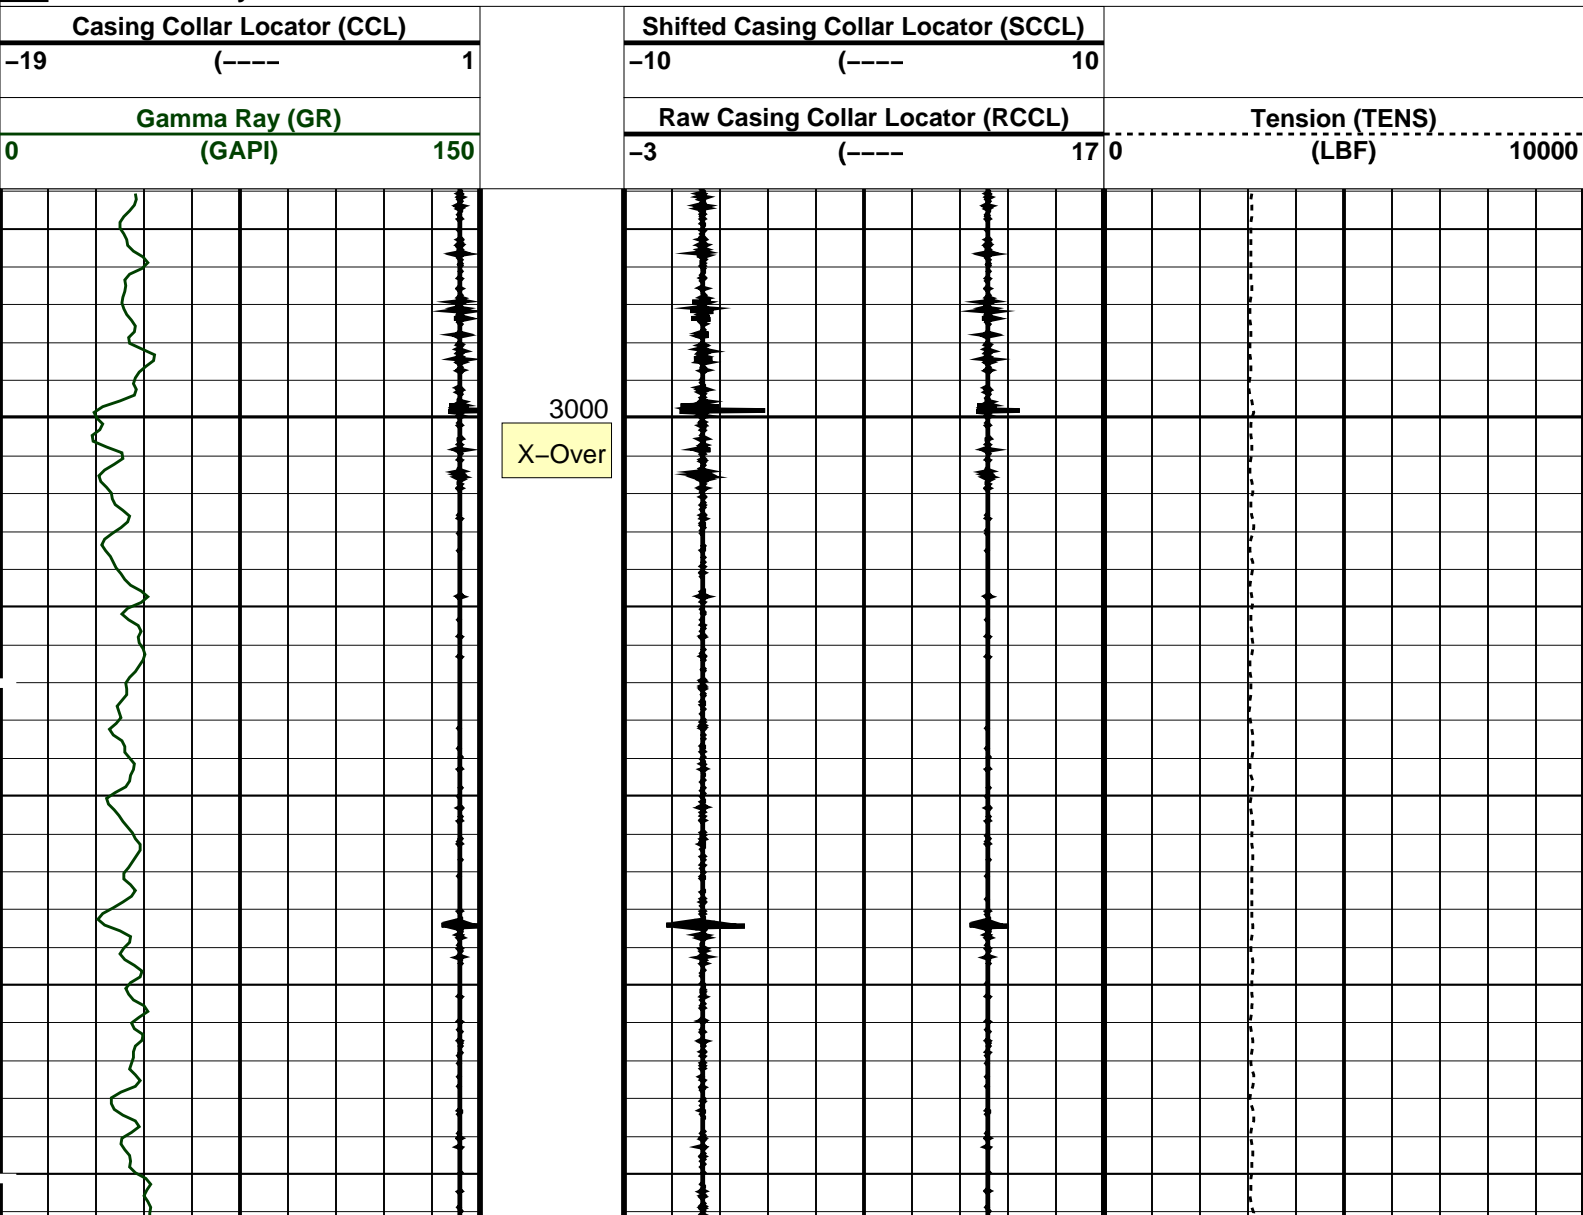 Casing Collar Locator (CCL)
−19 (−−−− 1
Gamma Ray (GR)
0 (GAPI) 150
Shifted Casing Collar Locator (SCCL)
−10 (−−−− 10
Raw Casing Collar Locator (RCCL)
−3 (−−−− 17
Tension (TENS)
0 (LBF) 10000
3000
X−Over